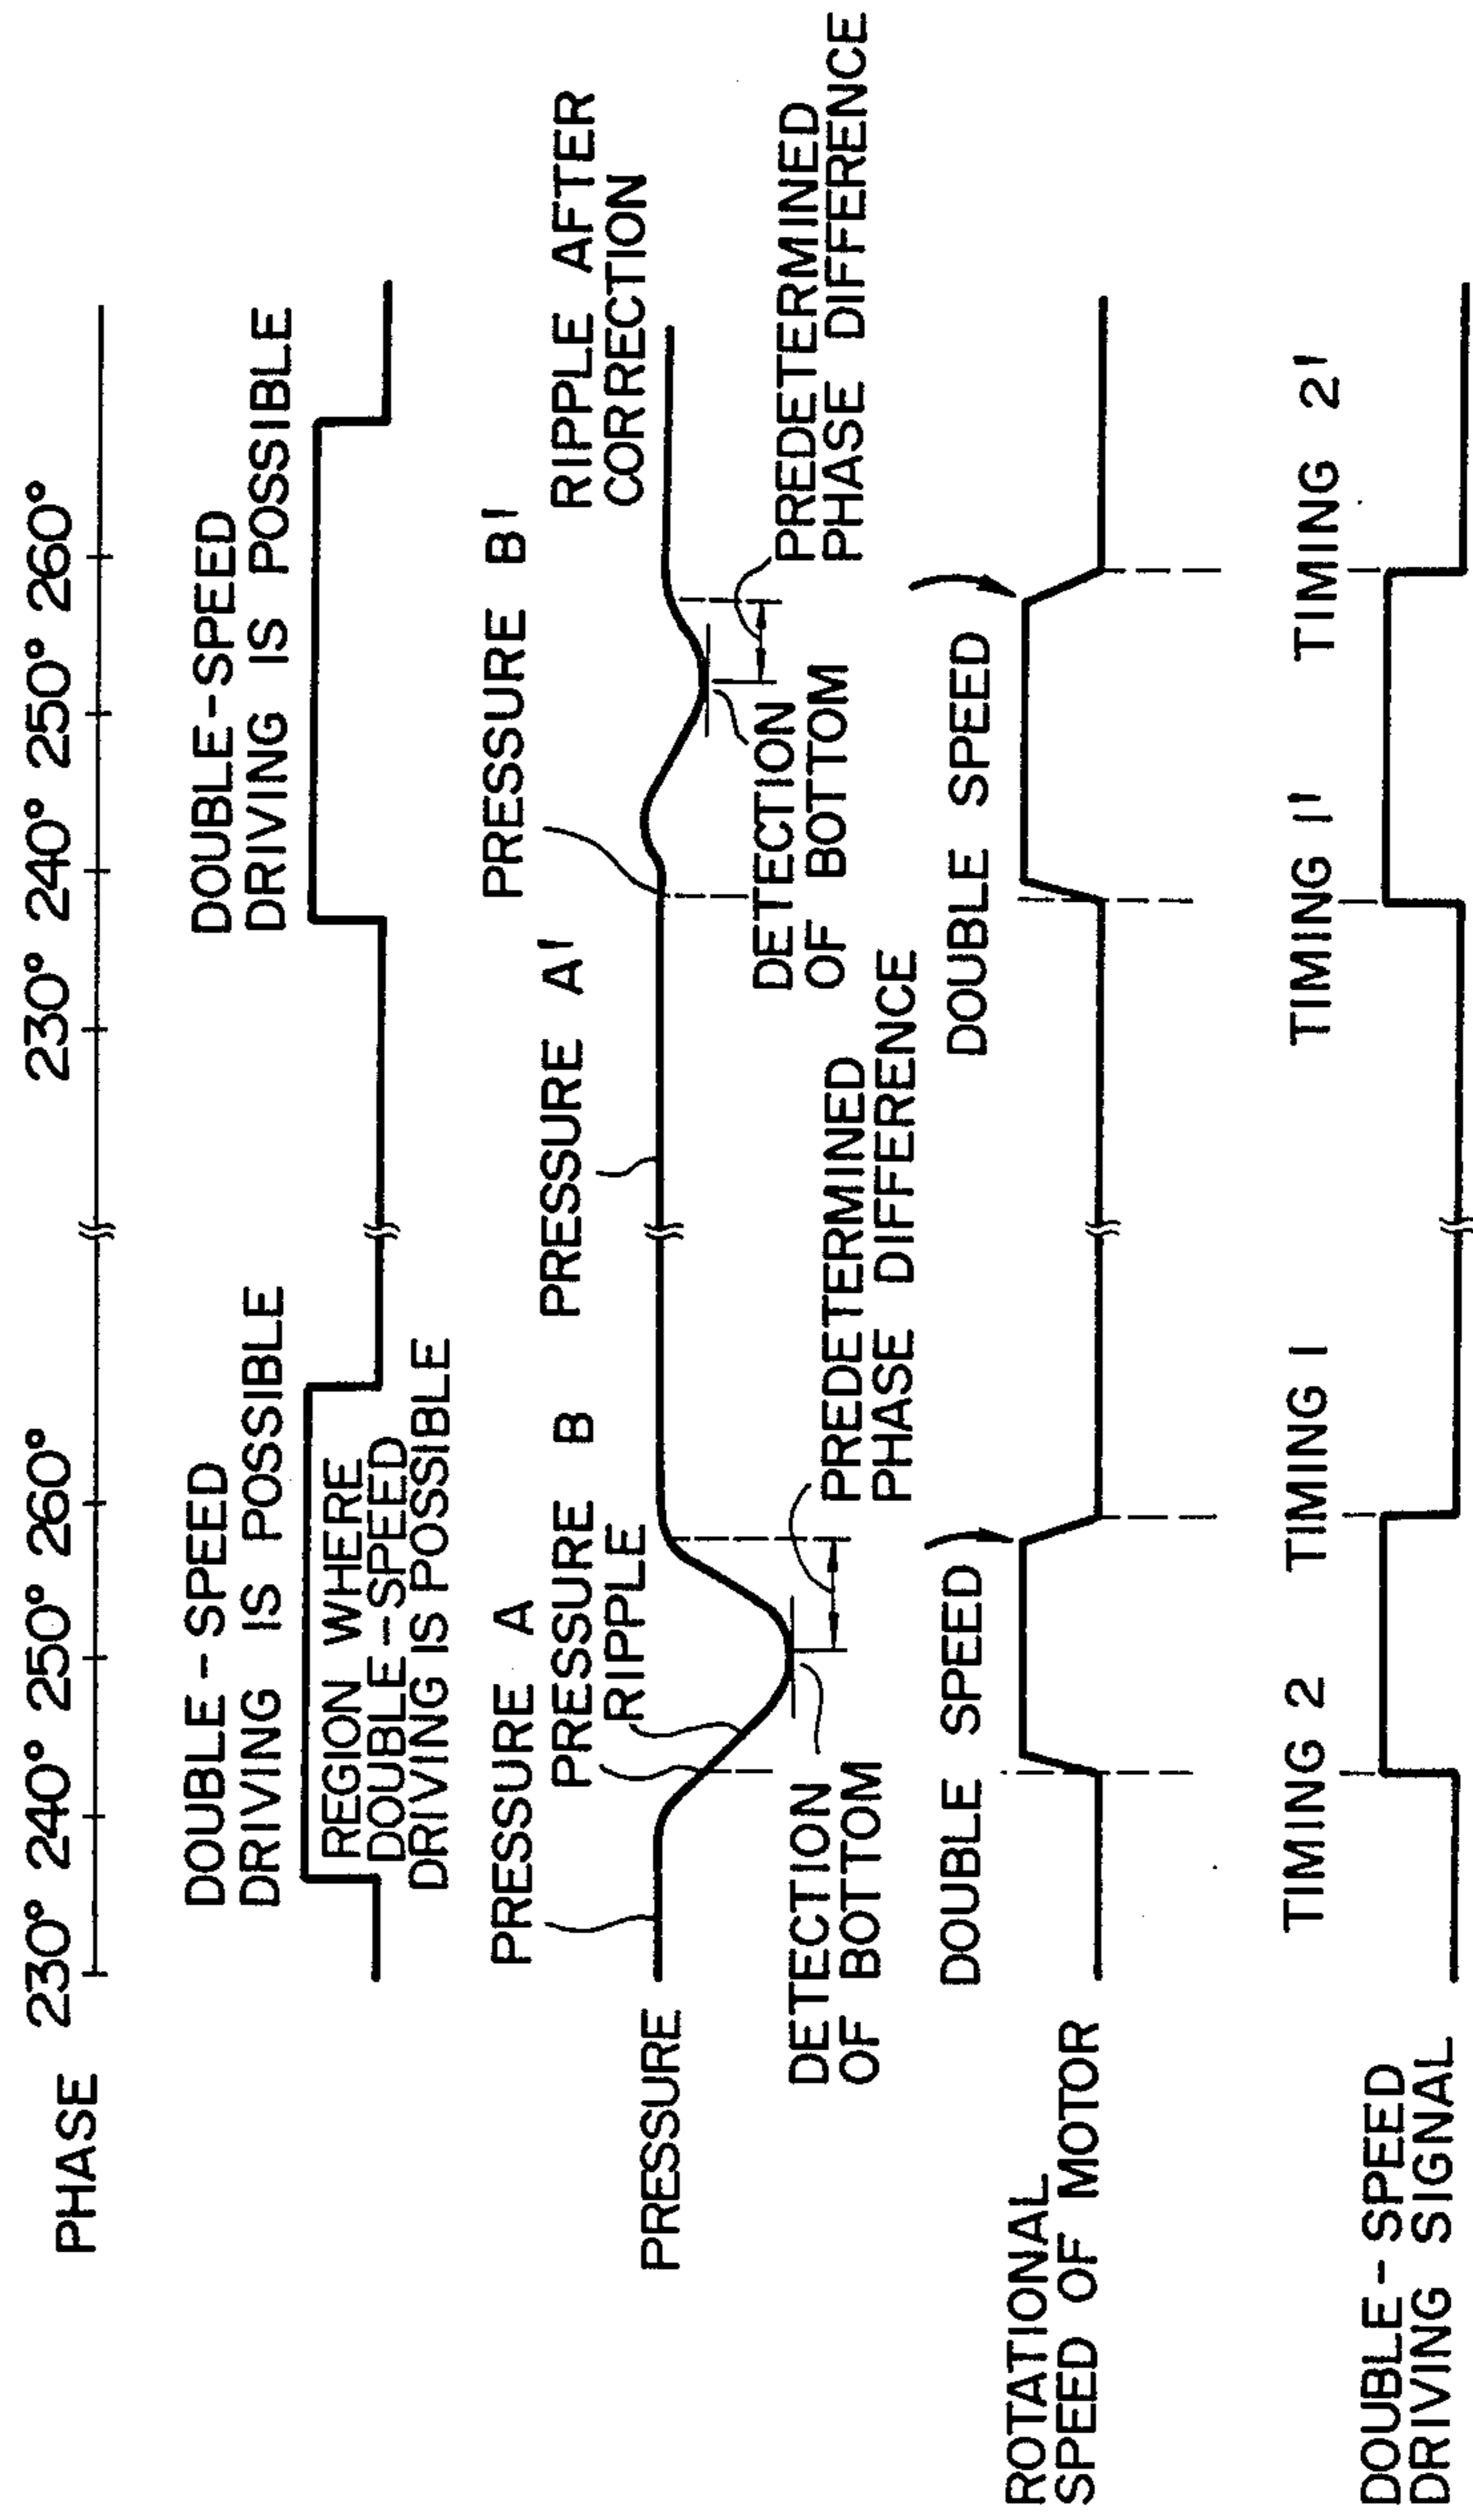 PHASE
230° 240° 250° 260°
230° 240° 250° 260°
DOUBLE-SPEED
DRIVING IS POSSIBLE
DOUBLE-SPEED
DRIVING IS POSSIBLE
REGION WHERE
DOUBLE-SPEED
DRIVING IS POSSIBLE
PRESSURE
PRESSURE A
PRESSURE B
RIPPLE
PRESSURE A'
PRESSURE B'
RIPPLE AFTER
CORRECTION
DETECTION
OF BOTTOM
PREDETERMINED
PHASE DIFFERENCE
DETECTION
OF BOTTOM
PREDETERMINED
PHASE DIFFERENCE
ROTATIONAL
SPEED OF MOTOR
DOUBLE SPEED
DOUBLE SPEED
DOUBLE-SPEED
DRIVING SIGNAL
TIMING 2
TIMING 1
TIMING 1'
TIMING 2'